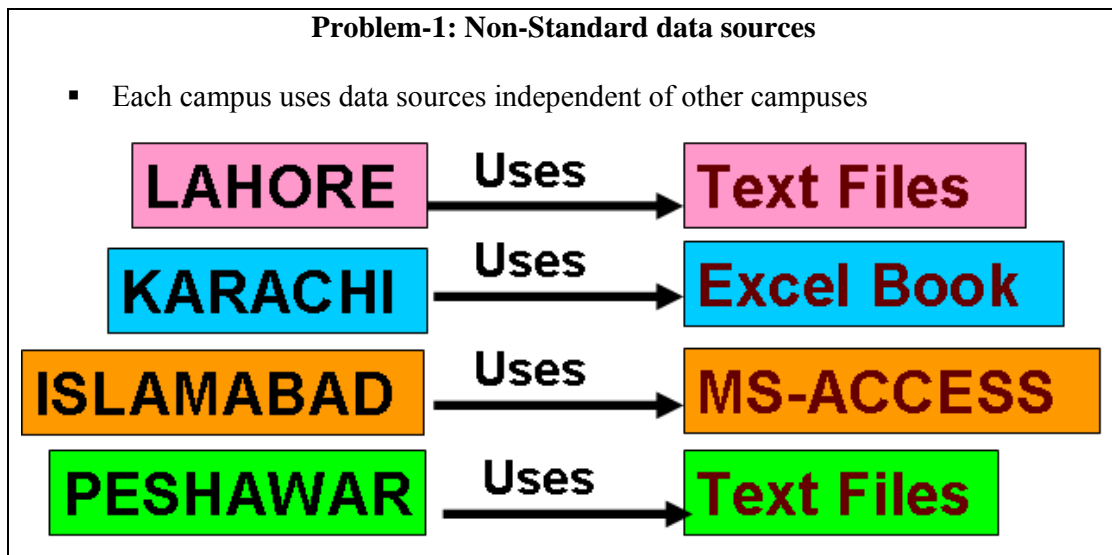 Problem-1: Non-Standard data sources
▪ Each campus uses data sources independent of other campuses
LAHORE Uses Text Files
KARACHI Uses Excel Book
ISLAMABAD Uses MS-ACCESS
PESHAWAR Uses Text Files